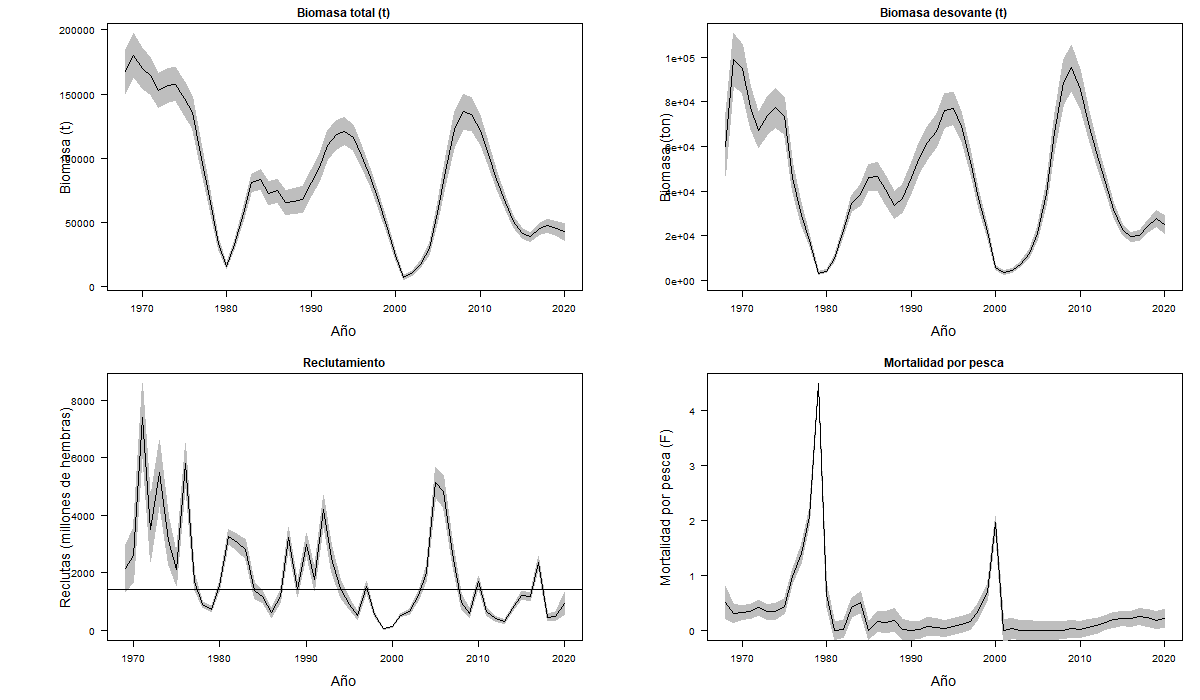 Biomasa total (t)
Biomasa (t)
200000
150000
100000
50000
0
1970 1980 1990 2000 2010 2020
Año
Biomasa desovante (t)
Biomasa (ton)
1e+05
8e+04
6e+04
4e+04
2e+04
0e+00
1970 1980 1990 2000 2010 2020
Año
Reclutamiento
Reclutas (millones de hembras)
8000
6000
4000
2000
0
1970 1980 1990 2000 2010 2020
Año
Mortalidad por pesca
Mortalidad por pesca (F)
4
3
2
1
0
1970 1980 1990 2000 2010 2020
Año